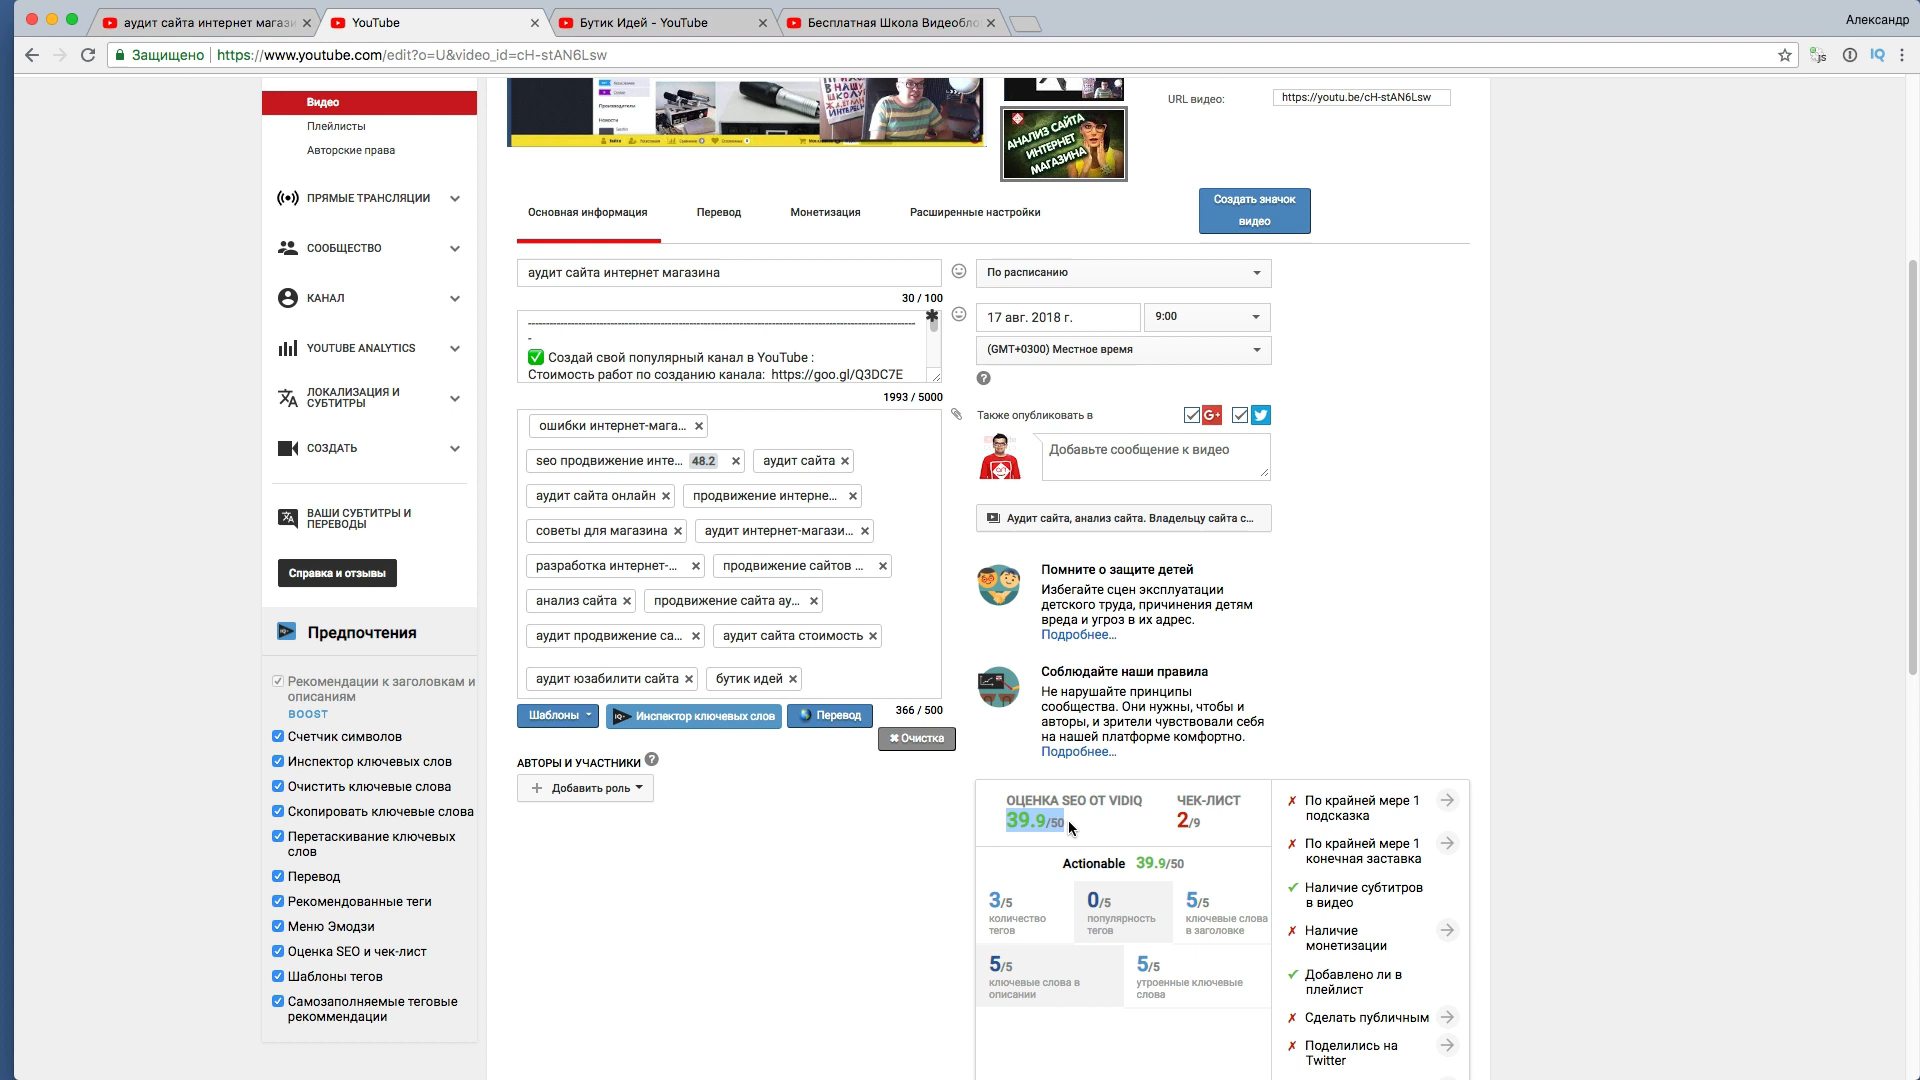 аудит сайта интернет магази
YouTube
Бутик Идей - YouTube
Бесплатная Школа Видеобло
Александр
Защищено
https://www.youtube.com/edit?o=U&video_id=cH-stAN6Lsw
Видео
Плейлисты
Авторские права
ПРЯМЫЕ ТРАНСЛЯЦИИ
СООБЩЕСТВО
КАНАЛ
YOUTUBE ANALYTICS
ЛОКАЛИЗАЦИЯ И
СУБТИТРЫ
СОЗДАТЬ
ВАШИ СУБТИТРЫ И
ПЕРЕВОДЫ
Справка и отзывы
Предпочтения
Рекомендации к заголовкам и
описаниям
BOOST
Счетчик символов
Инспектор ключевых слов
Очистить ключевые слова
Скопировать ключевые слова
Перетаскивание ключевых
слов
Перевод
Рекомендованные теги
Меню Эмодзи
Оценка SEO и чек-лист
Шаблоны тегов
Самозаполняемые теговые
рекоммендации
АНАЛИЗ САЙТА
ИНТЕРНЕТ
МАГАЗИНА
URL видео:
https://youtu.be/cH-stAN6Lsw
Основная информация
Перевод
Монетизация
Расширенные настройки
Создать значок
видео
аудит сайта интернет магазина
30 / 100
✅ Создай свой популярный канал в YouTube :
Стоимость работ по созданию канала: https://goo.gl/Q3DC7E
1993 / 5000
ошибки интернет-мага...
seo продвижение инте... 48.2
аудит сайта
аудит сайта онлайн
продвижение интерне...
советы для магазина
аудит интернет-магази...
разработка интернет-...
продвижение сайтов ...
анализ сайта
продвижение сайта ау...
аудит продвижение са...
аудит сайта стоимость
аудит юзабилити сайта
бутик идей
Шаблоны
Инспектор ключевых слов
Перевод
366 / 500
Очистка
АВТОРЫ И УЧАСТНИКИ
Добавить роль
По расписанию
17 авг. 2018 г.
9:00
(GMT+0300) Местное время
Также опубликовать в
Добавьте сообщение к видео
Аудит сайта, анализ сайта. Владельцу сайта с...
Помните о защите детей
Избегайте сцен эксплуатации
детского труда, причинения детям
вреда и угроз в их адрес.
Подробнее...
Соблюдайте наши правила
Не нарушайте принципы
сообщества. Они нужны, чтобы и
авторы, и зрители чувствовали себя
на нашей платформе комфортно.
Подробнее...
ОЦЕНКА SEO ОТ VIDIQ
39.9/50
ЧЕК-ЛИСТ
2/9
Actionable 39.9/50
3/5
количество
тегов
0/5
популярность
тегов
5/5
ключевые слова
в заголовке
5/5
ключевые слова в
описании
5/5
утроенные ключевые
слова
По крайней мере 1
подсказка
По крайней мере 1
конечная заставка
Наличие субтитров
в видео
Наличие
монетизации
Добавлено ли в
плейлист
Сделать публичным
Поделились на
Twitter